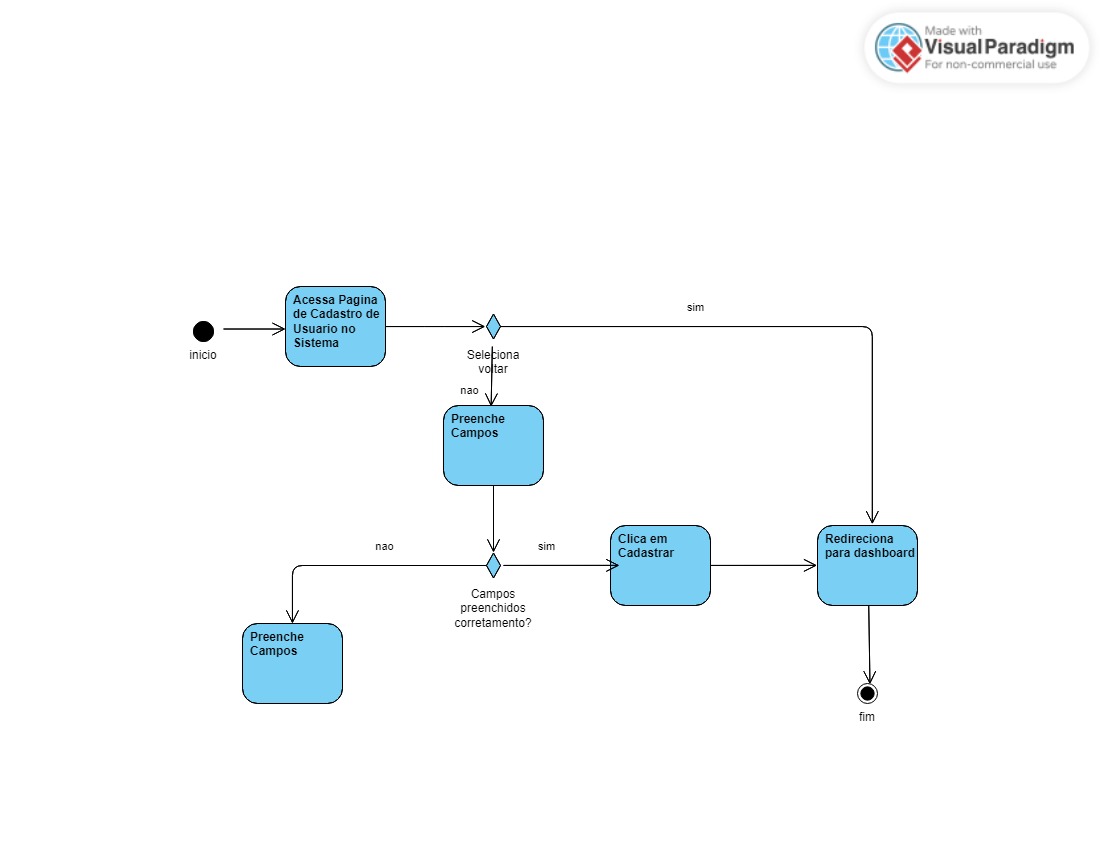 Made with
Visual Paradigm
For non-commercial use
sim
Acessa Pagina
de Cadastro de
Usuario no
Sistema
inicio
Seleciona
voltar
nao
Preenche
Campos
nao
sim
Clica em
Cadastrar
Redireciona
para dashboard
Campos
preenchidos
corretamento?
Preenche
Campos
fim